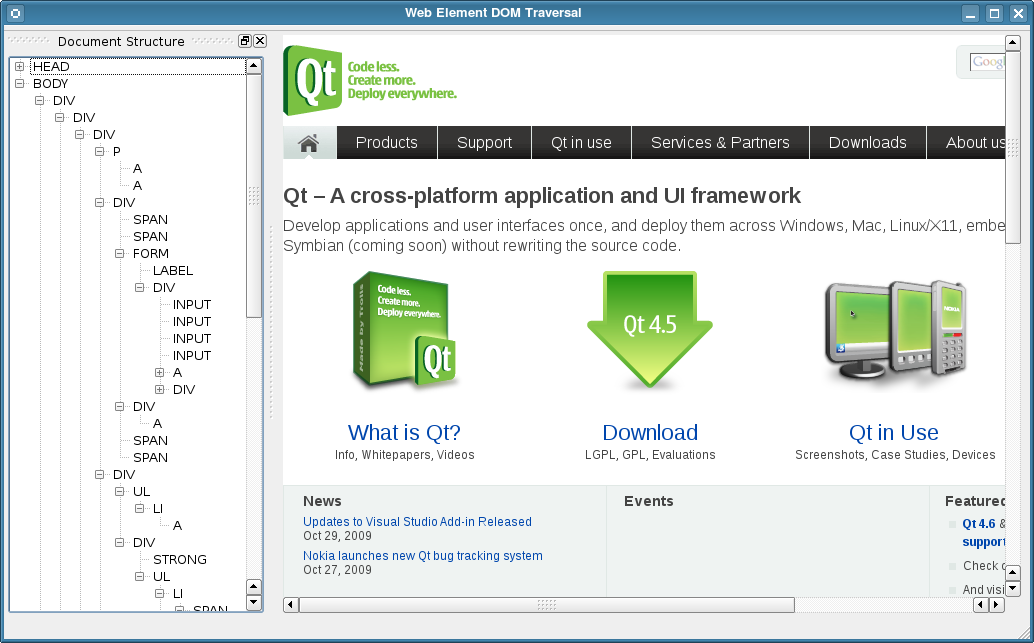 Web Element DOM Traversal
Document Structure
HEAD
BODY
DIV
DIV
DIV
P
A
A
DIV
SPAN
SPAN
FORM
LABEL
DIV
INPUT
INPUT
INPUT
INPUT
A
DIV
DIV
A
SPAN
SPAN
DIV
UL
LI
A
DIV
STRONG
UL
LI
SPAN
Qt
Code less.
Create more.
Deploy everywhere.
Products
Support
Qt in use
Services & Partners
Downloads
About us
Qt – A cross-platform application and UI framework
Develop applications and user interfaces once, and deploy them across Windows, Mac, Linux/X11, embe
Symbian (coming soon) without rewriting the source code.
Code less.
Create more.
Deploy everywhere.
Made by Trolls
Qt
Qt 4.5
NOKIA
What is Qt?
Info, Whitepapers, Videos
Download
LGPL, GPL, Evaluations
Qt in Use
Screenshots, Case Studies, Devices
News
Updates to Visual Studio Add-in Released
Oct 29, 2009
Nokia launches new Qt bug tracking system
Oct 27, 2009
Events
Featured
Qt 4.6 &
support
Check
And visi